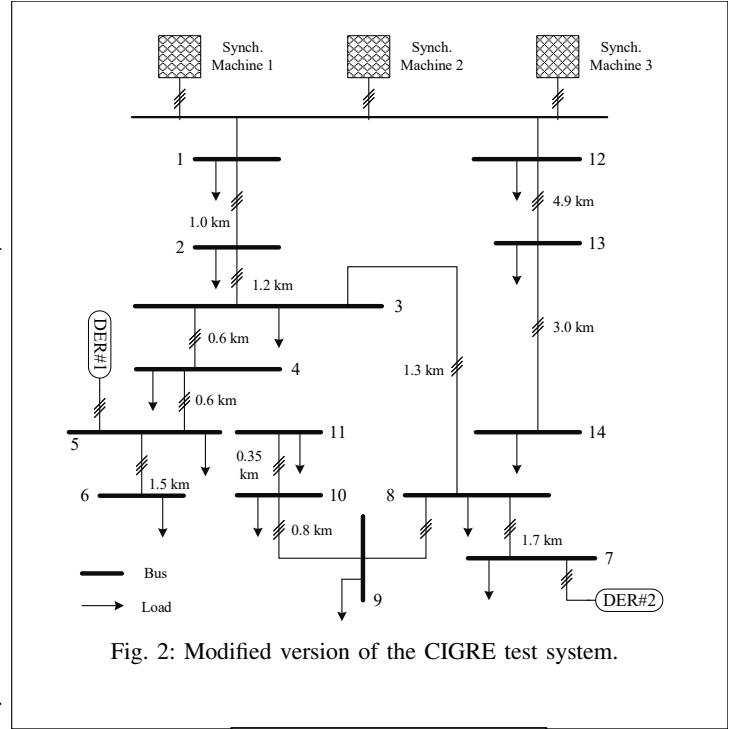 Synch.
Machine 1
Synch.
Machine 2
Synch.
Machine 3
1
12
4.9 km
1.0 km
2
13
1.2 km
3
DER#1
0.6 km
3.0 km
4
1.3 km
0.6 km
5
11
14
0.35
km
1.5 km
6
10
8
0.8 km
1.7 km
7
Bus
Load
9
DER#2
Fig. 2: Modified version of the CIGRE test system.